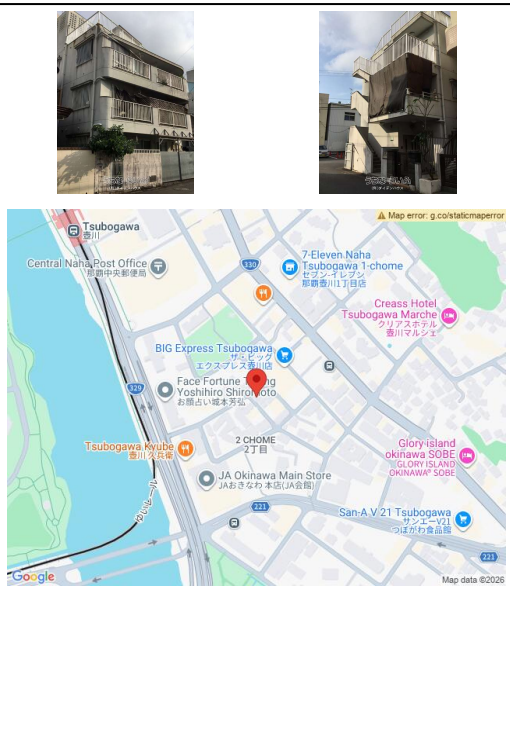 Map error: g.co/staticmaperror
Tsubogawa
壺川
Central Naha Post Office
那覇中央郵便局
330
7-Eleven Naha
Tsubogawa 1-chome
セブン-イレブン
那覇壺川1丁目店
Creass Hotel
Tsubogawa Marche
クリアスホテル
壺川マルシェ
BIG Express Tsubogawa
ザ・ビッグ
エクスプレス壺川店
329
Face Fortune
Yoshihiro Shiromoto
お顔占い城本芳弘
Tsubogawa Kyube
壺川 久兵衛
2 CHOME
2丁目
Glory island
okinawa SOBE
GLORY ISLAND
OKINAWA® SOBE
JA Okinawa Main Store
JAおきなわ 本店(JA会館)
ゆいレール
221
San-A V 21 Tsubogawa
サンエーV21
つぼがわ食品館
221
Google
Map data ©2026